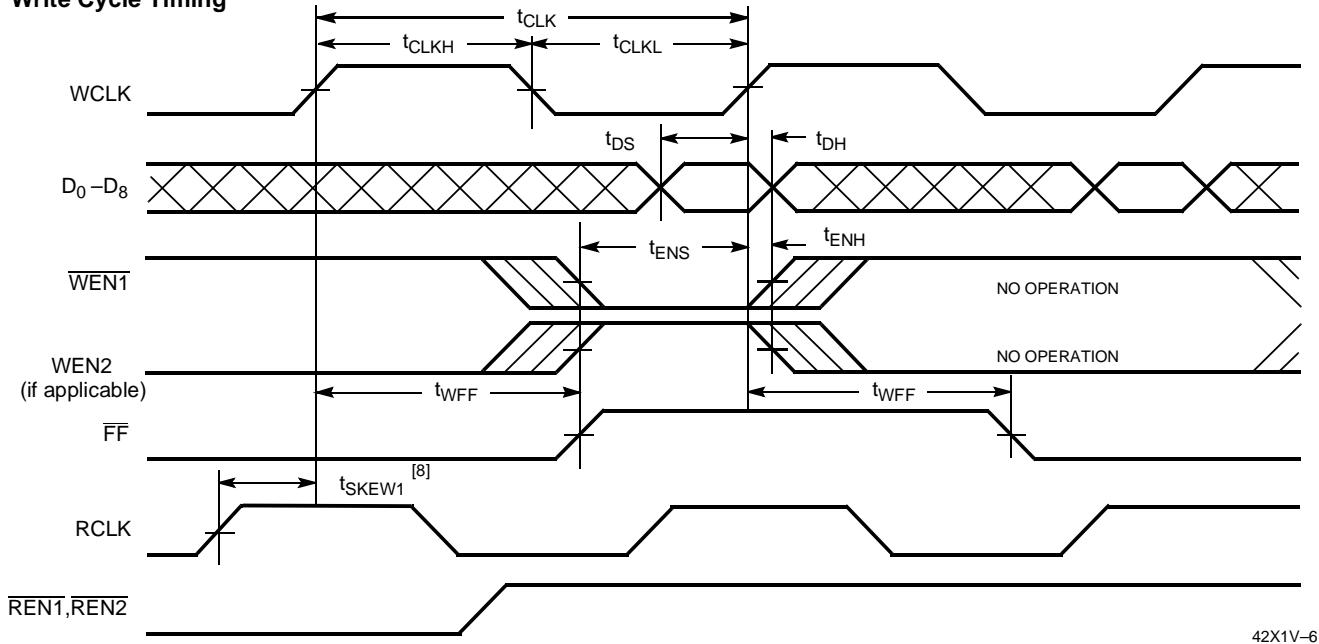 Write Cycle Timing
tCLK
tCLKH
tCLKL
WCLK
tDS
tDH
D0 –D8
tENS
tENH
WEN1
NO OPERATION
WEN2
(if applicable)
NO OPERATION
tWFF
tWFF
FF
tSKEW1 [8]
RCLK
REN1,REN2
42X1V–6